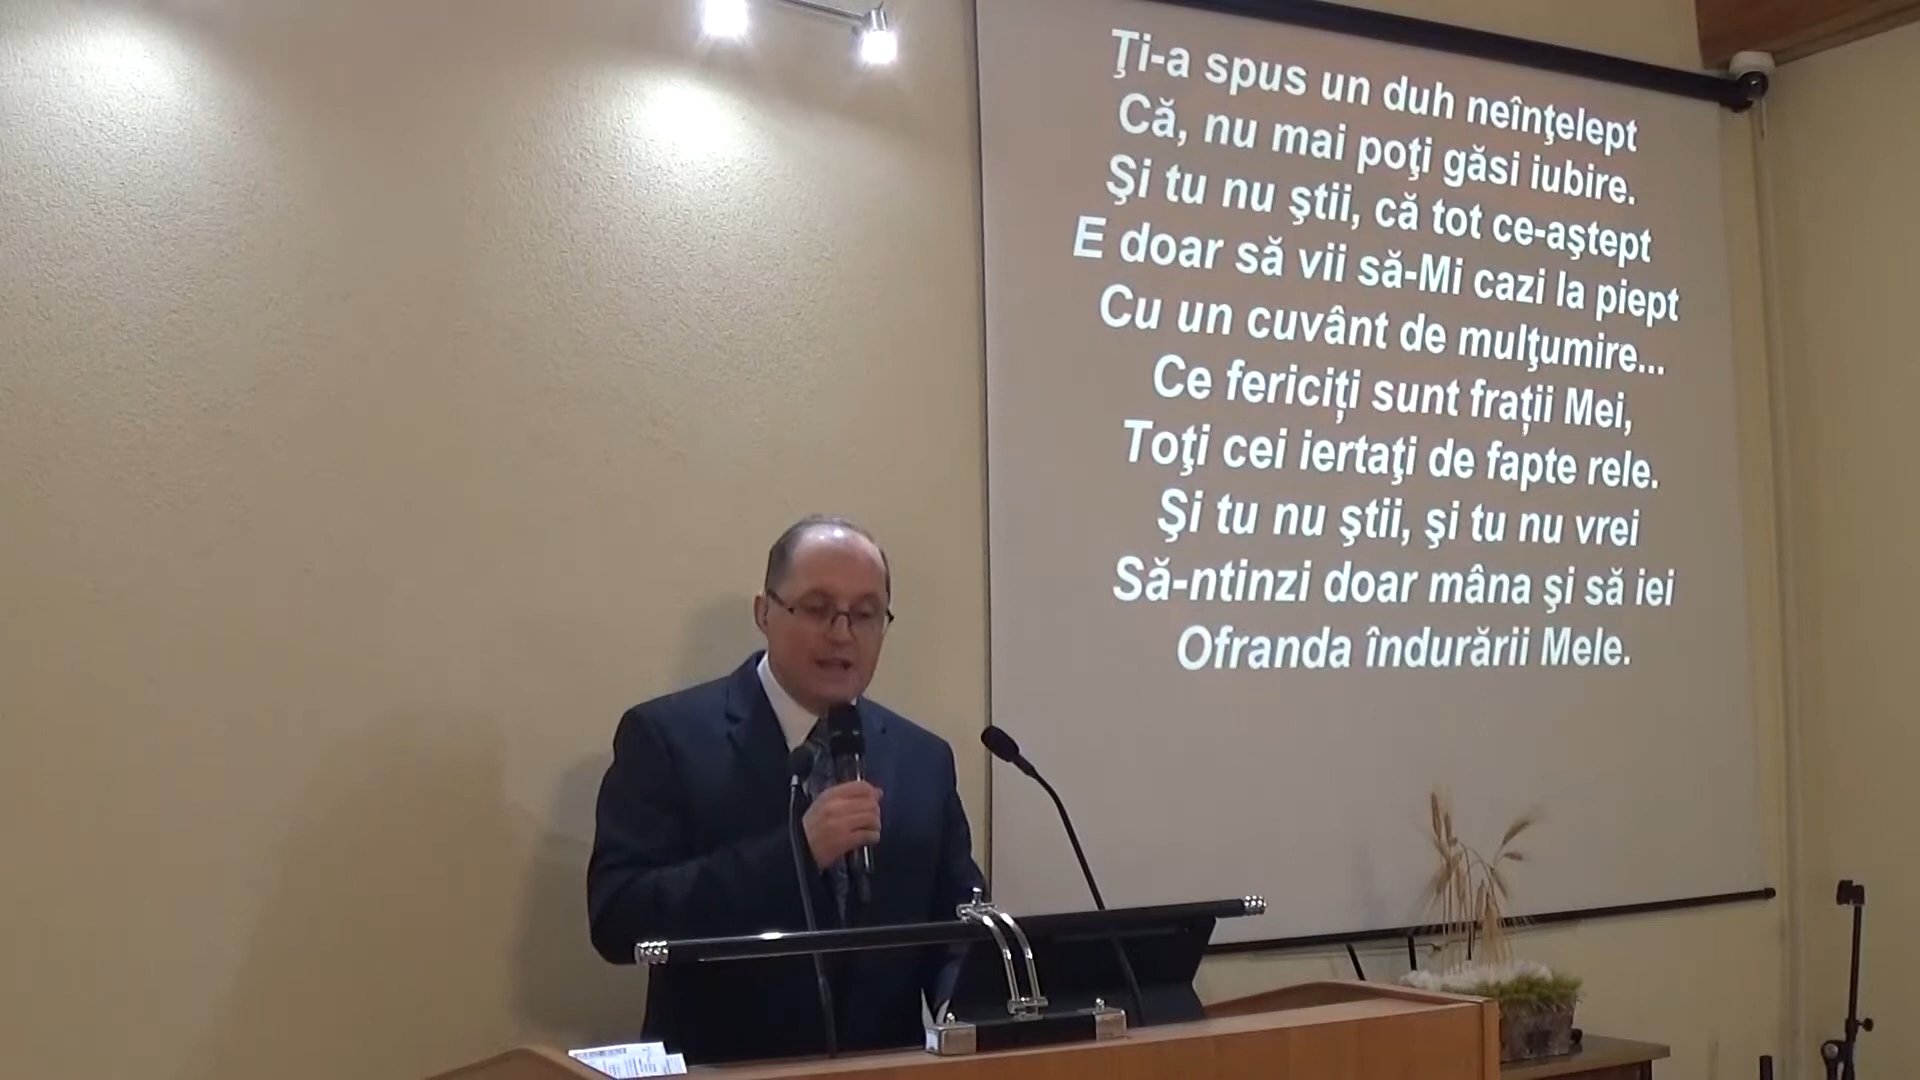 Ţi-a spus un duh neînţelept
Că, nu mai poţi găsi iubire.
Şi tu nu ştii, că tot ce-aştept
E doar să vii să-Mi cazi la piept
Cu un cuvânt de mulţumire...
Ce fericiți sunt frații Mei,
Toţi cei iertaţi de fapte rele.
Şi tu nu ştii, şi tu nu vrei
Să-ntinzi doar mâna şi să iei
Ofranda îndurării Mele.